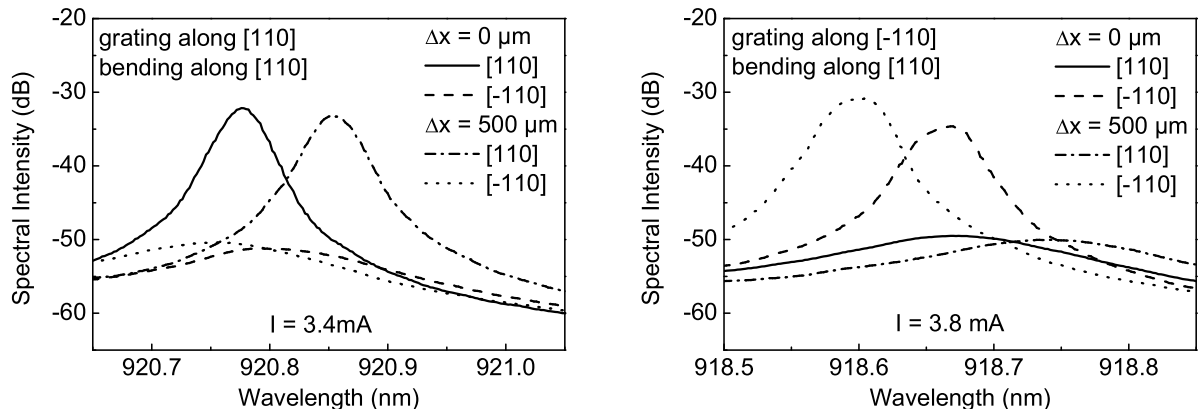 -20
-30
-40
-50
-60
Spectral Intensity (dB)
grating along [110]
bending along [110]
Δx = 0 µm
[110]
[-110]
Δx = 500 µm
[110]
[-110]
I = 3.4mA
920.7 920.8 920.9 921.0
Wavelength (nm)
-20
-30
-40
-50
-60
Spectral Intensity (dB)
grating along [-110]
bending along [110]
Δx = 0 µm
[110]
[-110]
Δx = 500 µm
[110]
[-110]
I = 3.8 mA
918.5 918.6 918.7 918.8
Wavelength (nm)